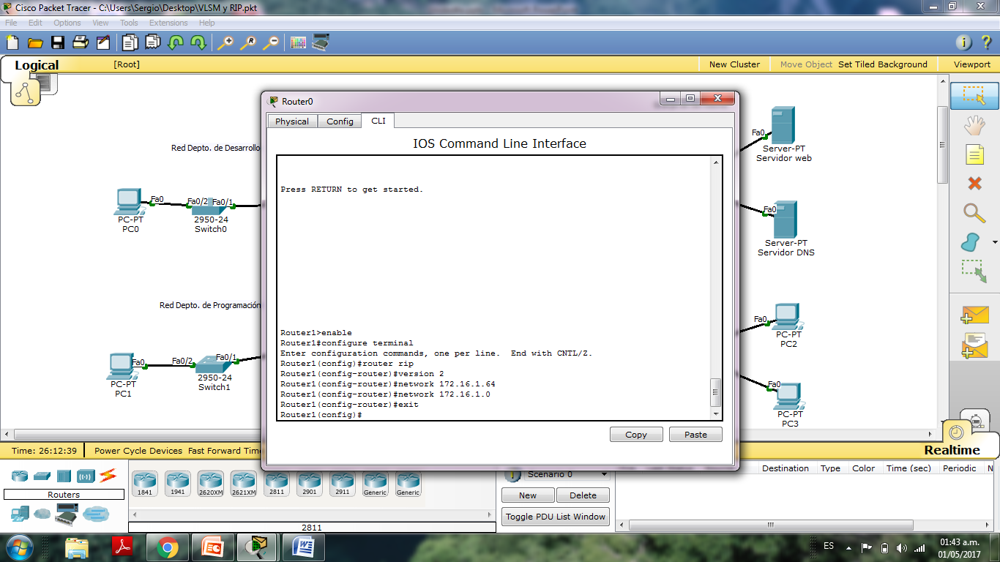 Cisco Packet Tracer - C:\Users\Sergio\Desktop\VLSM y RIP.pkt
File Edit Options View Tools Extensions Help
Logical [Root] New Cluster Move Object Set Tiled Background Viewport
Red Depto. de Desarrollo
Fa0 Fa0/2 Fa0/1
PC-PT
PC0
2950-24
Switch0
Red Depto. de Programación
Fa0 Fa0/2 Fa0/1
PC-PT
PC1
2950-24
Switch1
Router0
Physical Config CLI
IOS Command Line Interface
Press RETURN to get started.
Router1>enable
Router1#configure terminal
Enter configuration commands, one per line.  End with CNTL/Z.
Router1(config)#router rip
Router1(config-router)#version 2
Router1(config-router)#network 172.16.1.64
Router1(config-router)#network 172.16.1.0
Router1(config-router)#exit
Router1(config)#
Copy Paste
Fa0
Server-PT
Servidor web
Fa0
Server-PT
Servidor DNS
Fa0
PC-PT
PC2
Fa0
PC-PT
PC3
Time: 26:12:39 Power Cycle Devices Fast Forward Time
Realtime
Routers
1841 1941 2620XM 2621XM 2811 2901 2911 Generic Generic
2811
Scenario 0
New Delete
Toggle PDU List Window
Destination Type Color Time (sec) Periodic N
ES
01:43 a.m.
01/05/2017